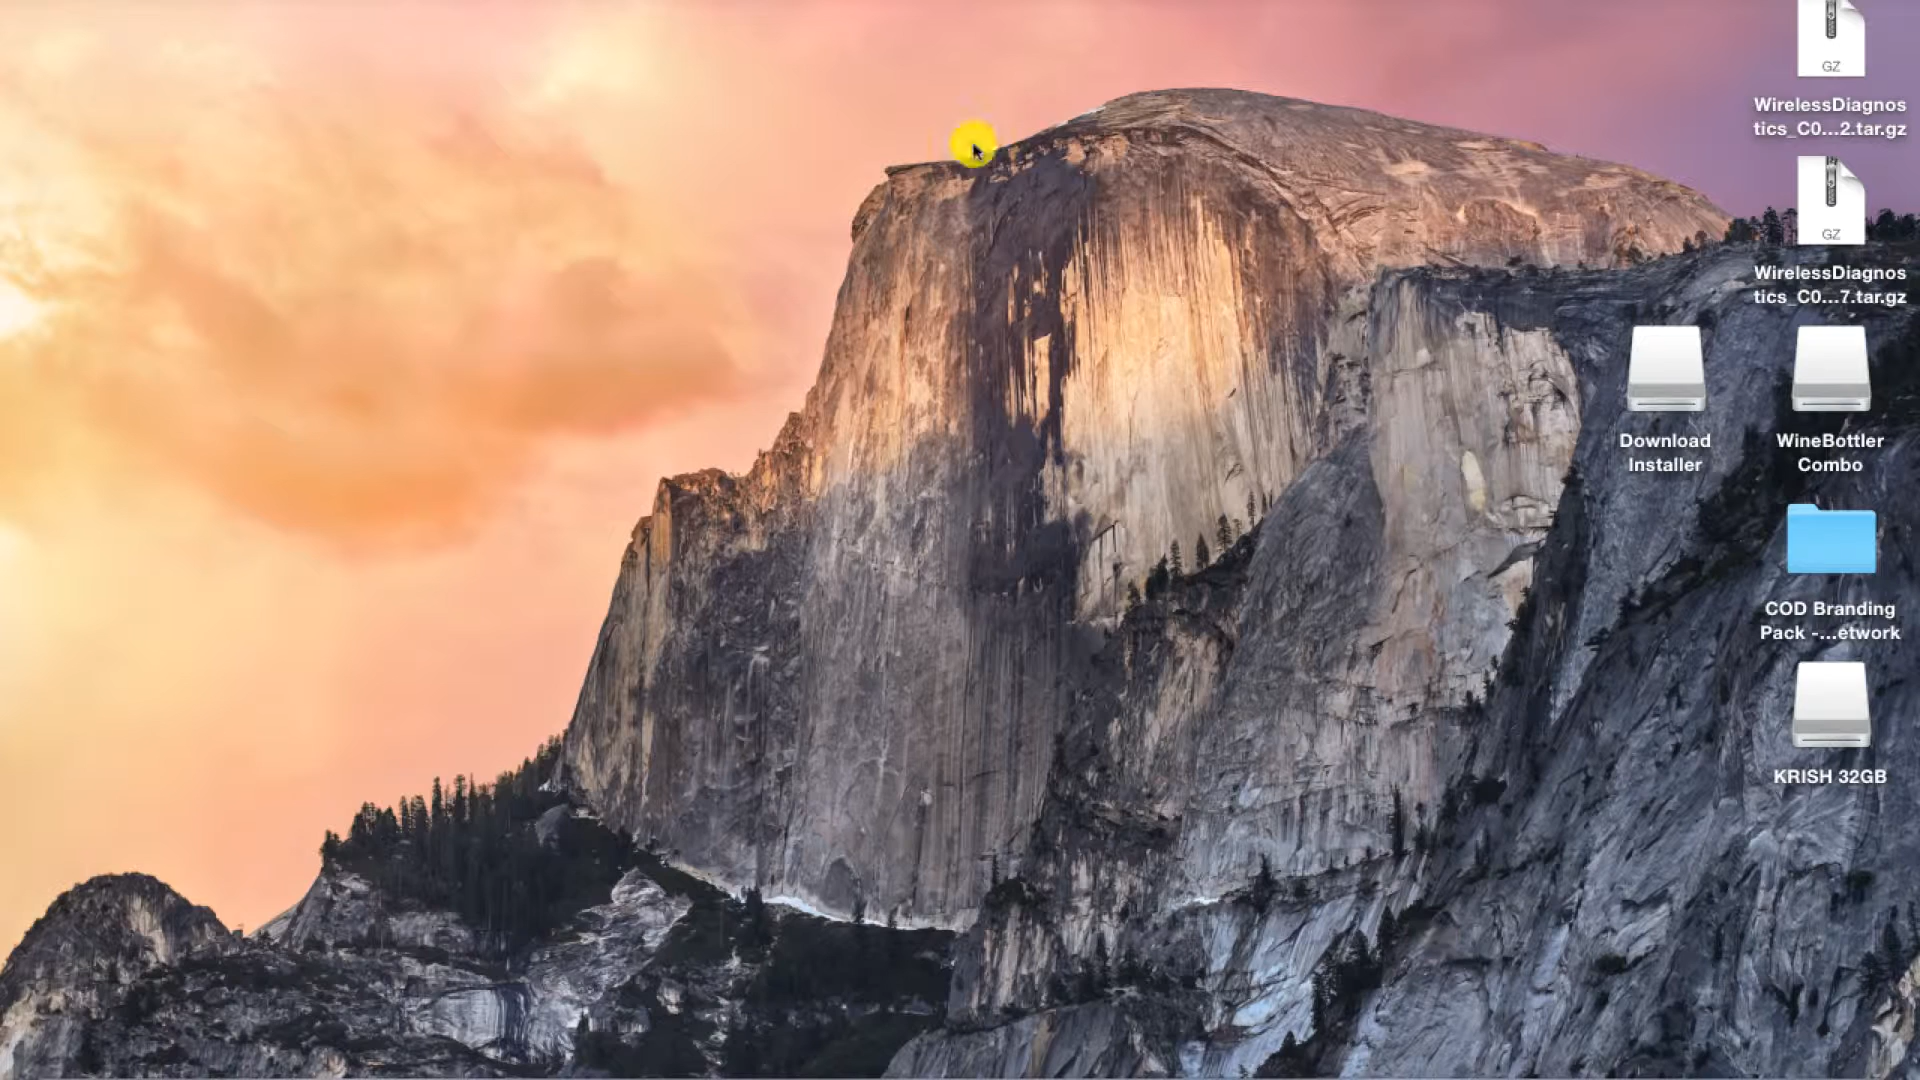 GZ
WirelessDiagnos
tics_C0...2.tar.gz
GZ
WirelessDiagnos
tics_C0...7.tar.gz
Download
Installer
WineBottler
Combo
COD Branding
Pack -...etwork
KRISH 32GB